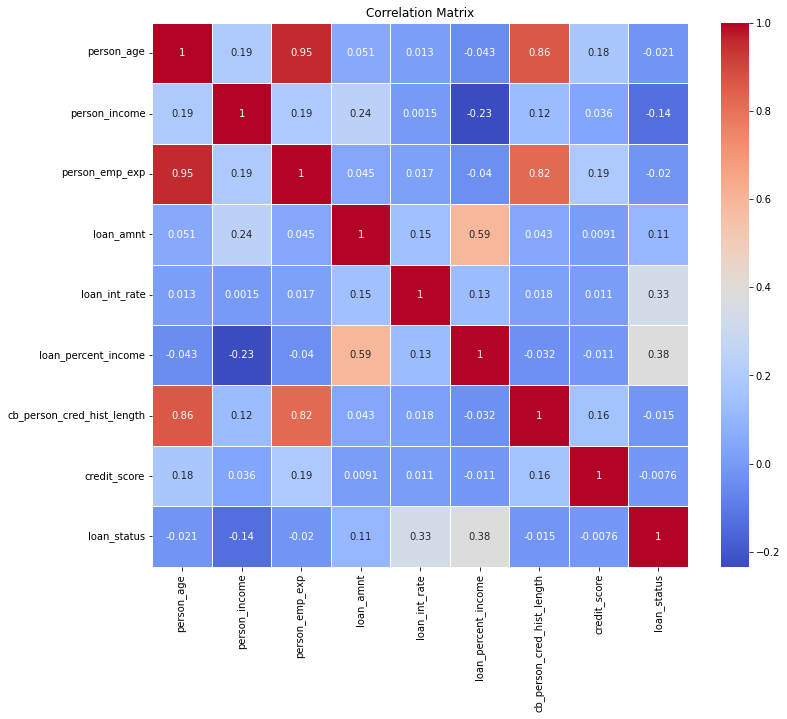 Correlation Matrix
person_age 1 0.19 0.95 0.051 0.013 -0.043 0.86 0.18 -0.021
person_income 0.19 1 0.19 0.24 0.0015 -0.23 0.12 0.036 -0.14
person_emp_exp 0.95 0.19 1 0.045 0.017 -0.04 0.82 0.19 -0.02
loan_amnt 0.051 0.24 0.045 1 0.15 0.59 0.043 0.0091 0.11
loan_int_rate 0.013 0.0015 0.017 0.15 1 0.13 0.018 0.011 0.33
loan_percent_income -0.043 -0.23 -0.04 0.59 0.13 1 -0.032 -0.011 0.38
cb_person_cred_hist_length 0.86 0.12 0.82 0.043 0.018 -0.032 1 0.16 -0.015
credit_score 0.18 0.036 0.19 0.0091 0.011 -0.011 0.16 1 -0.0076
loan_status -0.021 -0.14 -0.02 0.11 0.33 0.38 -0.015 -0.0076 1
person_age
person_income
person_emp_exp
loan_amnt
loan_int_rate
loan_percent_income
cb_person_cred_hist_length
credit_score
loan_status
1.0
0.8
0.6
0.4
0.2
0.0
−0.2